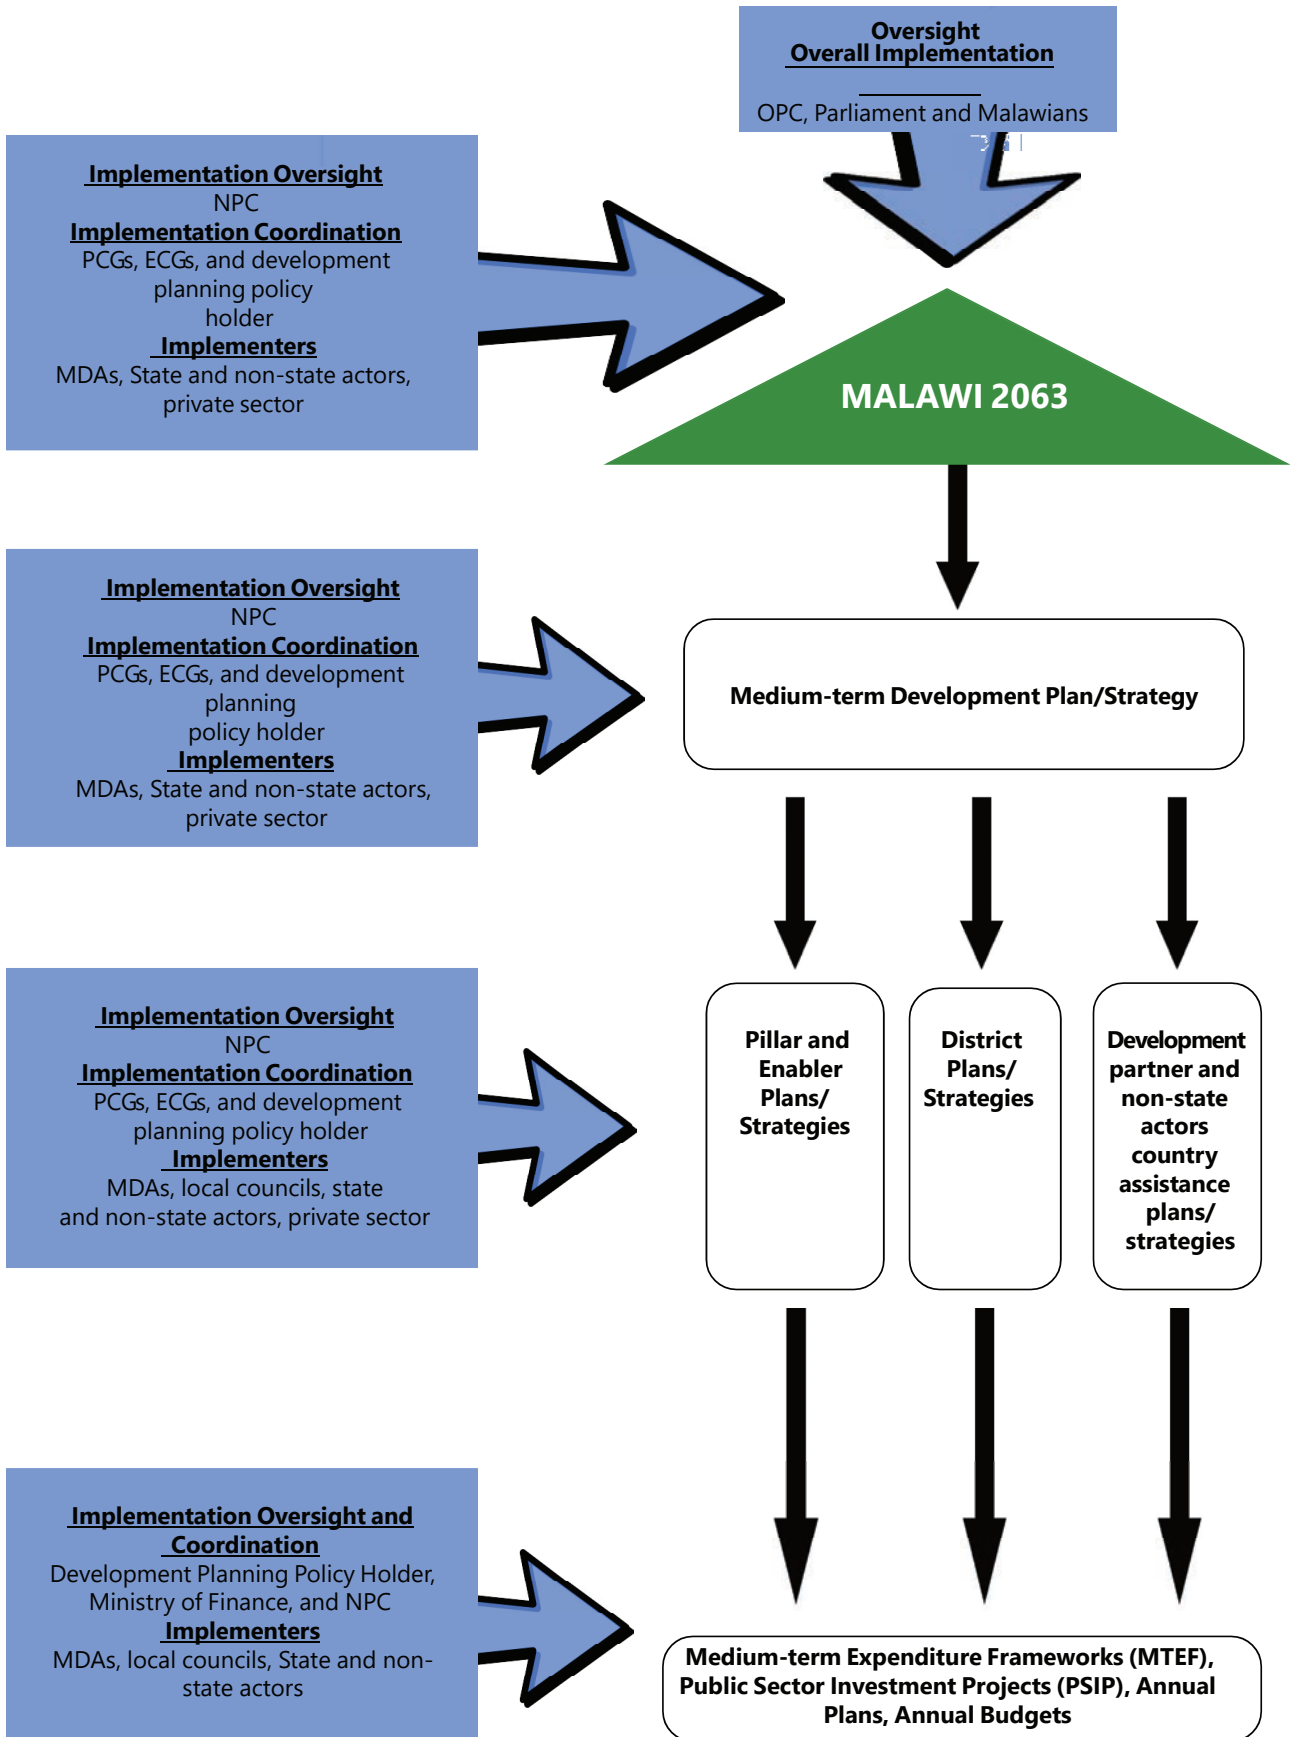 Oversight
Overall Implementation
OPC, Parliament and Malawians
Implementation Oversight
NPC
Implementation Coordination
PCGs, ECGs, and development
planning policy
holder
Implementers
MDAs, State and non-state actors,
private sector
MALAWI 2063
Implementation Oversight
NPC
Implementation Coordination
PCGs, ECGs, and development
planning
policy holder
Implementers
MDAs, State and non-state actors,
private sector
Medium-term Development Plan/Strategy
Implementation Oversight
NPC
Implementation Coordination
PCGs, ECGs, and development
planning policy holder
Implementers
MDAs, local councils, state
and non-state actors, private sector
Pillar and
Enabler
Plans/
Strategies
District
Plans/
Strategies
Development
partner and
non-state
actors
country
assistance
plans/
strategies
Implementation Oversight and
Coordination
Development Planning Policy Holder,
Ministry of Finance, and NPC
Implementers
MDAs, local councils, State and non-
state actors
Medium-term Expenditure Frameworks (MTEF),
Public Sector Investment Projects (PSIP), Annual
Plans, Annual Budgets